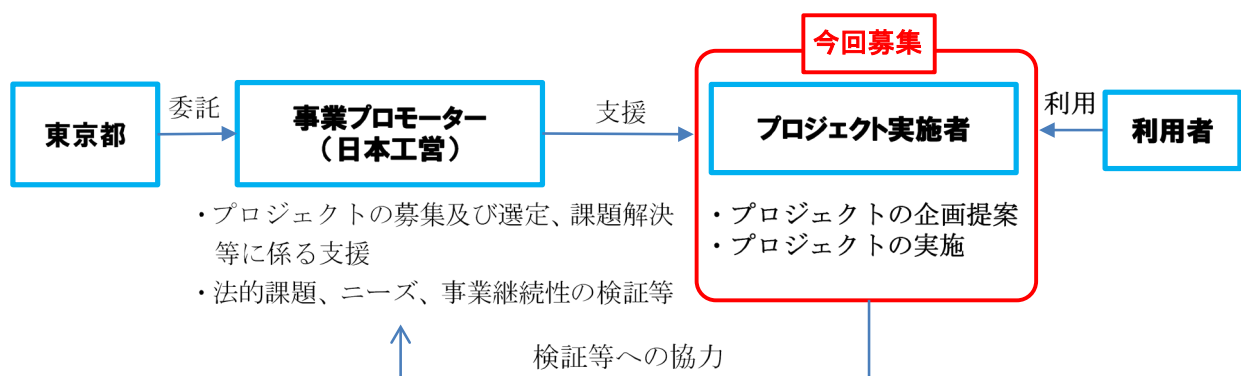 今回募集
東京都
委託
事業プロモーター
（日本工営）
支援
プロジェクト実施者
利用
利用者
・プロジェクトの募集及び選定、課題解決
等に係る支援
・法的課題、ニーズ、事業継続性の検証等
・プロジェクトの企画提案
・プロジェクトの実施
検証等への協力